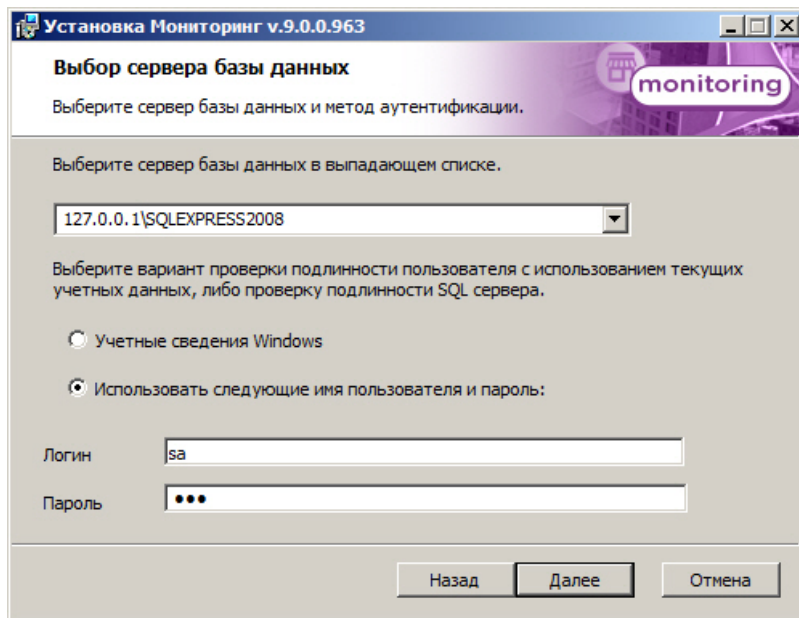 Установка Мониторинг v.9.0.0.963
Выбор сервера базы данных
monitoring
Выберите сервер базы данных и метод аутентификации.
Выберите сервер базы данных в выпадающем списке.
127.0.0.1\SQLEXPRESS2008
Выберите вариант проверки подлинности пользователя с использованием текущих
учетных данных, либо проверку подлинности SQL сервера.
Учетные сведения Windows
Использовать следующие имя пользователя и пароль:
Логин sa
Пароль •••
Назад Далее Отмена